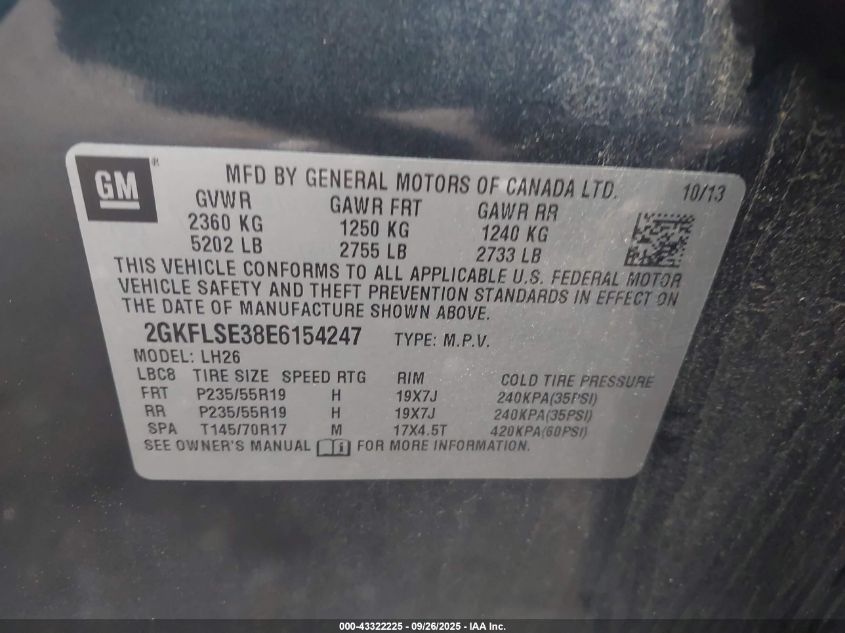 GM ®
MFD BY GENERAL MOTORS OF CANADA LTD. 10/13
GVWR GAWR FRT GAWR RR
2360 KG 1250 KG 1240 KG
5202 LB 2755 LB 2733 LB
THIS VEHICLE CONFORMS TO ALL APPLICABLE U.S. FEDERAL MOTOR
VEHICLE SAFETY AND THEFT PREVENTION STANDARDS IN EFFECT ON
THE DATE OF MANUFACTURE SHOWN ABOVE.
2GKFLSE38E6154247 TYPE: M.P.V.
MODEL: LH26
LBC8 TIRE SIZE SPEED RTG RIM COLD TIRE PRESSURE
FRT P235/55R19 H 19X7J 240KPA(35PSI)
RR P235/55R19 H 19X7J 240KPA(35PSI)
SPA T145/70R17 M 17X4.5T 420KPA(60PSI)
SEE OWNER'S MANUAL i FOR MORE INFORMATION.
000-43322225 - 09/26/2025 - IAA Inc.